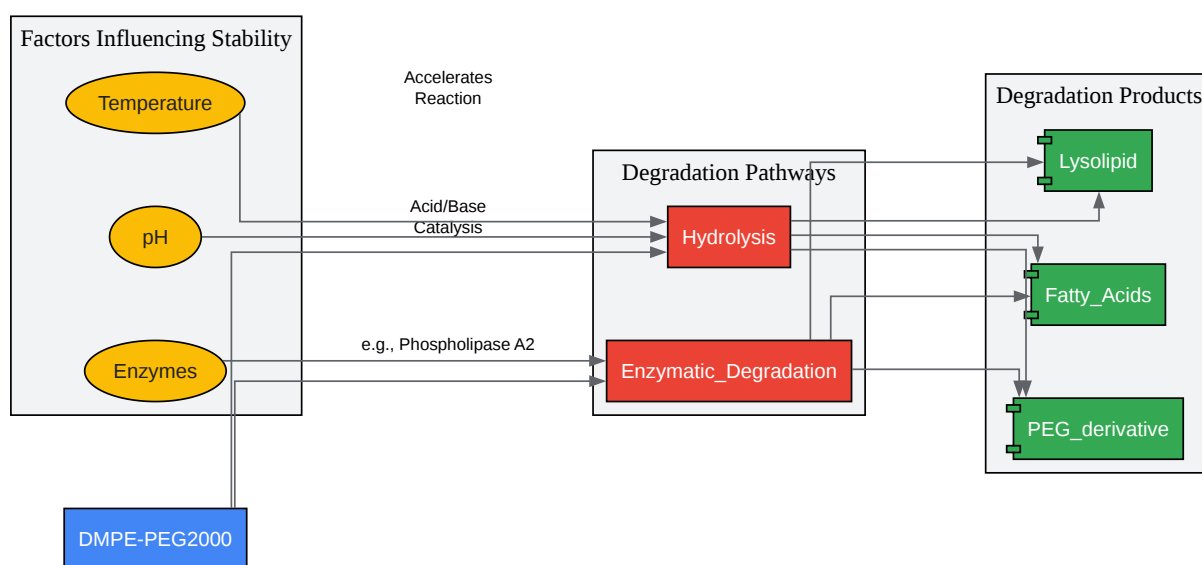 Factors Influencing Stability
Temperature
pH
Enzymes
DMPE-PEG2000
Accelerates
Reaction
Acid/Base
Catalysis
e.g., Phospholipase A2
Degradation Pathways
Hydrolysis
Enzymatic_Degradation
Degradation Products
Lysolipid
Fatty_Acids
PEG_derivative